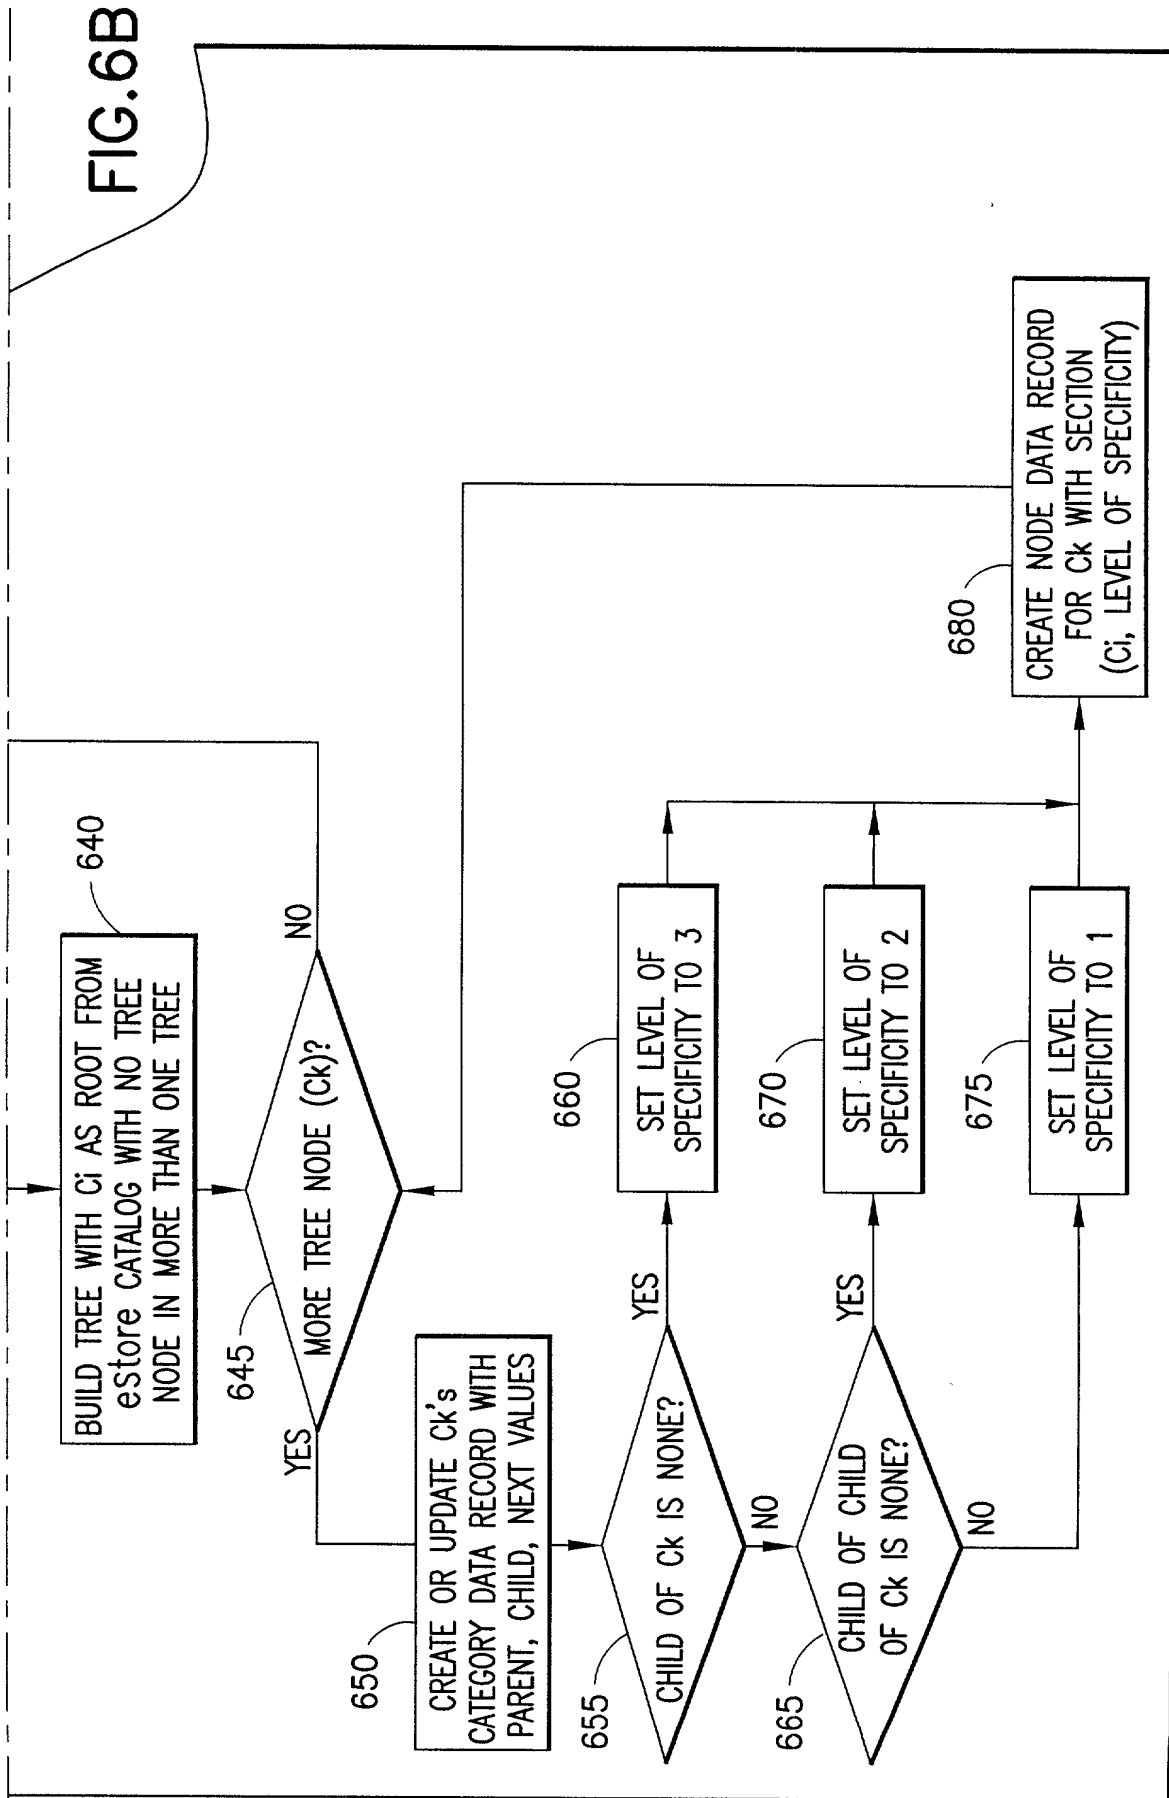 FIG.6B
640
BUILD TREE WITH Ci AS ROOT FROM
eStore CATALOG WITH NO TREE
NODE IN MORE THAN ONE TREE
645
MORE TREE NODE (Ck)?
NO
YES
650
CREATE OR UPDATE Ck's
CATEGORY DATA RECORD WITH
PARENT, CHILD, NEXT VALUES
655
CHILD OF Ck IS NONE?
YES
NO
660
SET LEVEL OF
SPECIFICITY TO 3
665
CHILD OF CHILD
OF Ck IS NONE?
YES
NO
670
SET LEVEL OF
SPECIFICITY TO 2
675
SET LEVEL OF
SPECIFICITY TO 1
680
CREATE NODE DATA RECORD
FOR Ck WITH SECTION
(Ci, LEVEL OF SPECIFICITY)